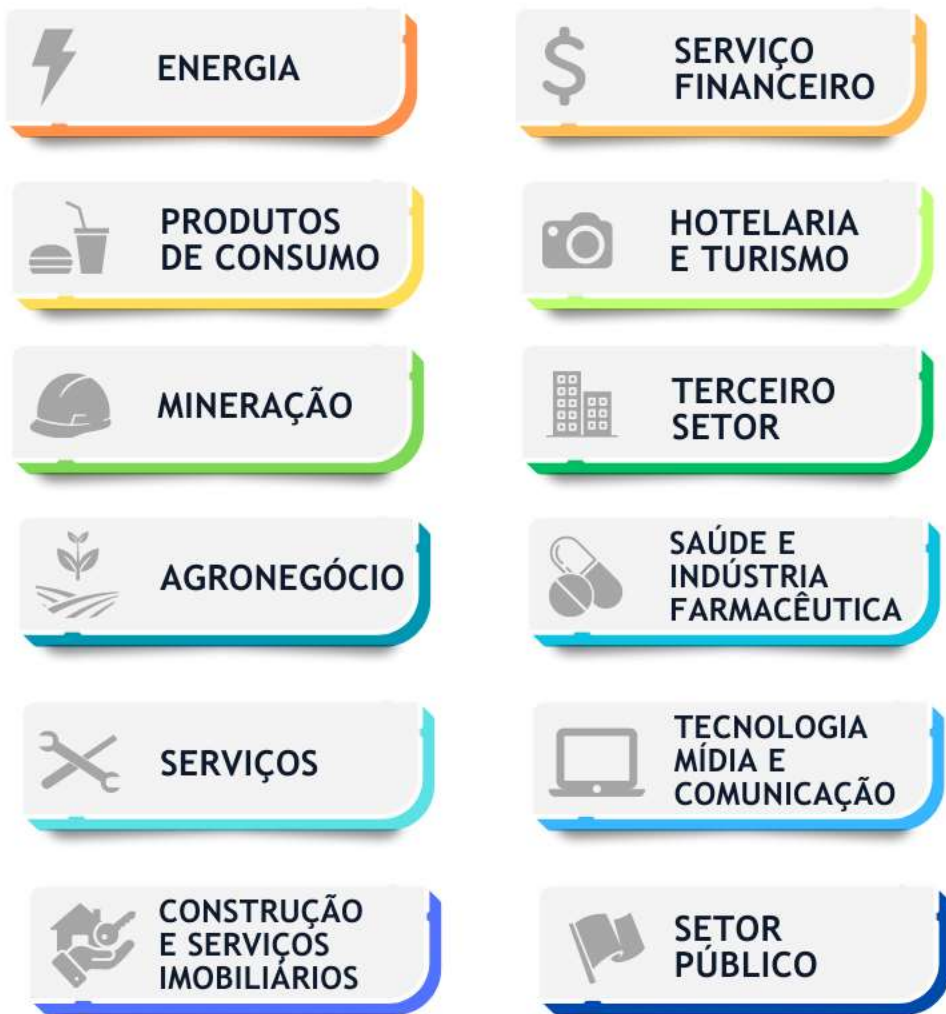 ENERGIA
SERVIÇO
FINANCEIRO
PRODUTOS
DE CONSUMO
HOTELARIA
E TURISMO
MINERAÇÃO
TERCEIRO
SETOR
AGRONEGÓCIO
SAÚDE E
INDÚSTRIA
FARMACÊUTICA
SERVIÇOS
TECNOLOGIA
MÍDIA E
COMUNICAÇÃO
CONSTRUÇÃO
E SERVIÇOS
IMOBILIÁRIOS
SETOR
PÚBLICO